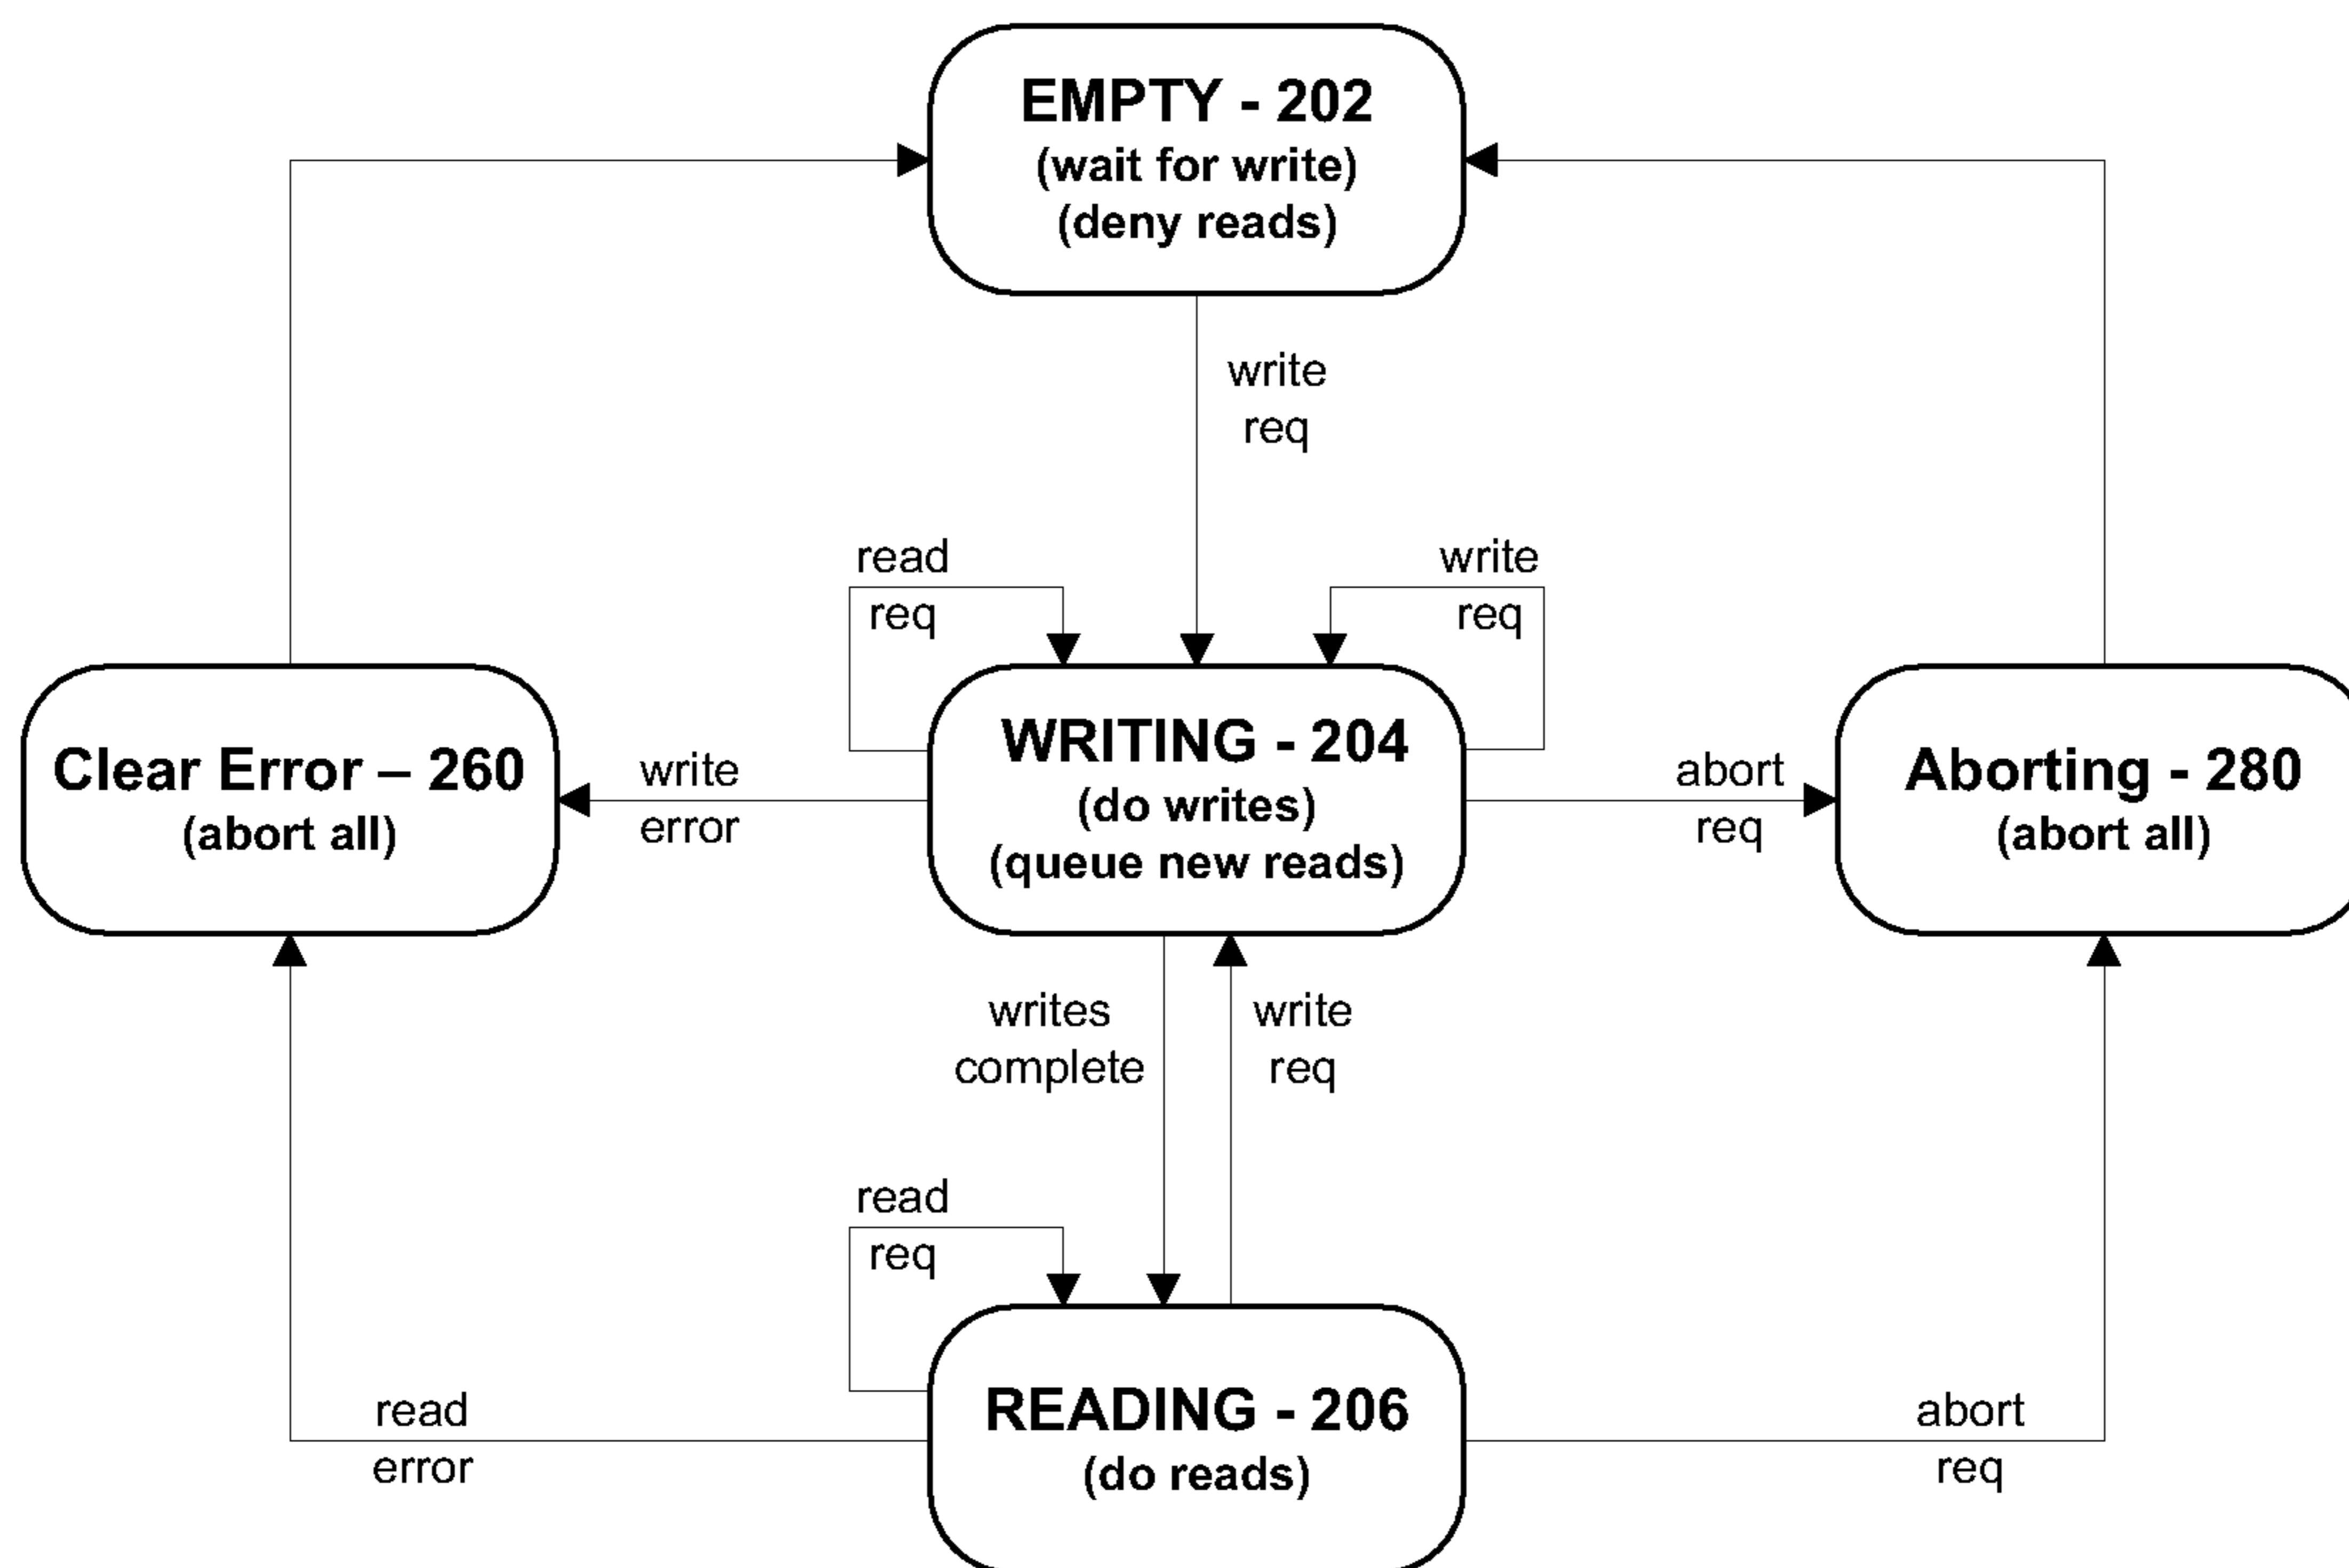 EMPTY - 202
(wait for write)
(deny reads)
write
req
read
req
write
req
Clear Error – 260
(abort all)
write
error
WRITING - 204
(do writes)
(queue new reads)
abort
req
Aborting - 280
(abort all)
writes
complete
write
req
read
req
read
error
READING - 206
(do reads)
abort
req